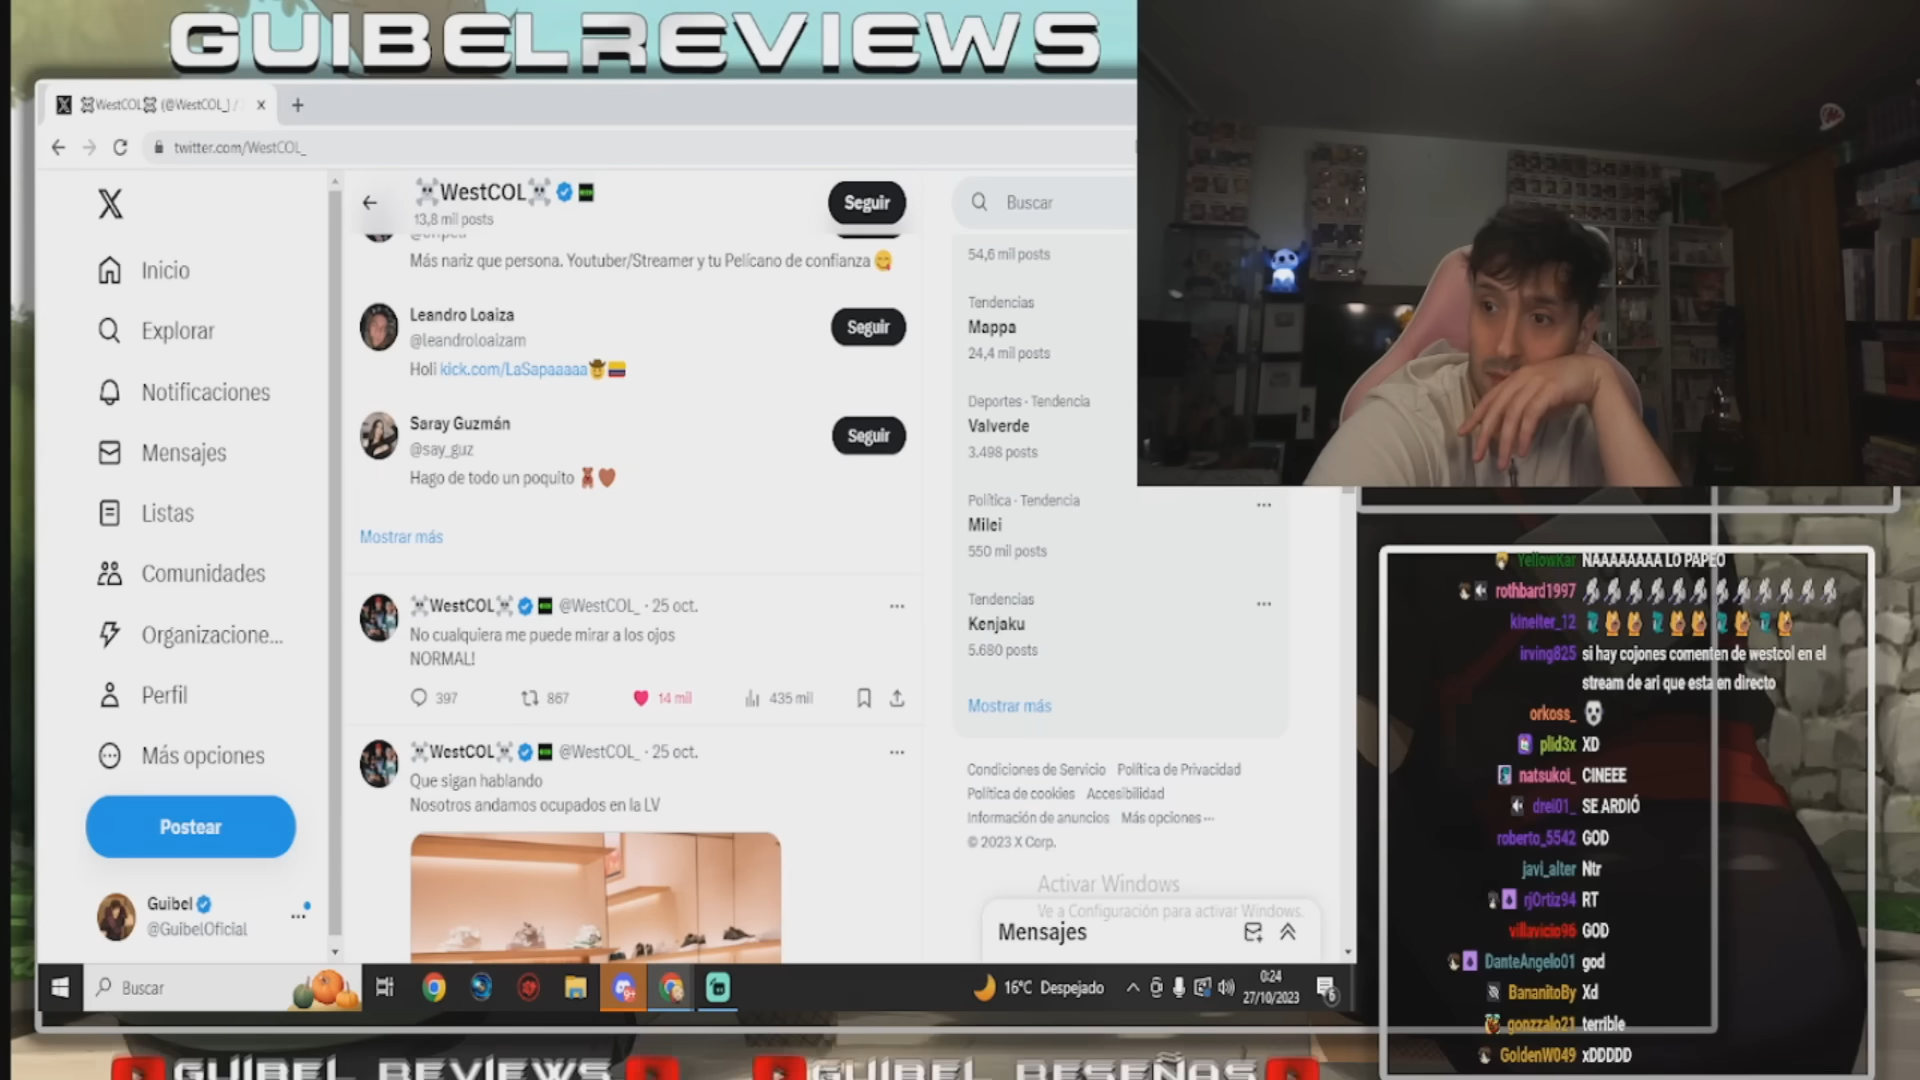 GUIBELREVIEWS
WestCOL (@WestCOL_) /
twitter.com/WestCOL_
WestCOL
13,8 mil posts
Seguir
Buscar
Inicio
Explorar
Notificaciones
Mensajes
Listas
Comunidades
Organizacione...
Perfil
Más opciones
Postear
Guibel
@GuibelOficial
Más nariz que persona. Youtuber/Streamer y tu Pelícano de confianza 😋
Leandro Loaiza
@leandroloaizam
Seguir
Holi kick.com/LaSapaaaaa🤠🇨🇴
Saray Guzmán
@say_guz
Seguir
Hago de todo un poquito 🧸🤎
Mostrar más
WestCOL @WestCOL_ · 25 oct.
No cualquiera me puede mirar a los ojos
NORMAL!
397 867 14 mil 435 mil
WestCOL @WestCOL_ · 25 oct.
Que sigan hablando
Nosotros andamos ocupados en la LV
54,6 mil posts
Tendencias
Mappa
24,4 mil posts
Deportes · Tendencia
Valverde
3.498 posts
Política · Tendencia
Milei
550 mil posts
Tendencias
Kenjaku
5.680 posts
Mostrar más
Condiciones de Servicio Política de Privacidad
Política de cookies Accesibilidad
Información de anuncios Más opciones ···
© 2023 X Corp.
Activar Windows
Ve a Configuración para activar Windows.
Mensajes
Buscar
16°C Despejado
0:24
27/10/2023
6
YellowKar NAAAAAAAA LO PAPEO
rothbard1997
kinelter_12
irving825 si hay cojones comenten de westcol en el
stream de ari que esta en directo
orkoss_
plid3x XD
natsukoi_ CINEEE
drei01_ SE ARDIÓ
roberto_5542 GOD
javi_alter Ntr
rjOrtiz94 RT
villavicio96 GOD
DanteAngelo01 god
BananitoBy Xd
gonzzalo21 terrible
GoldenW049 xDDDDD
GUIBEL REVIEWS
GUIBEL RESEÑAS